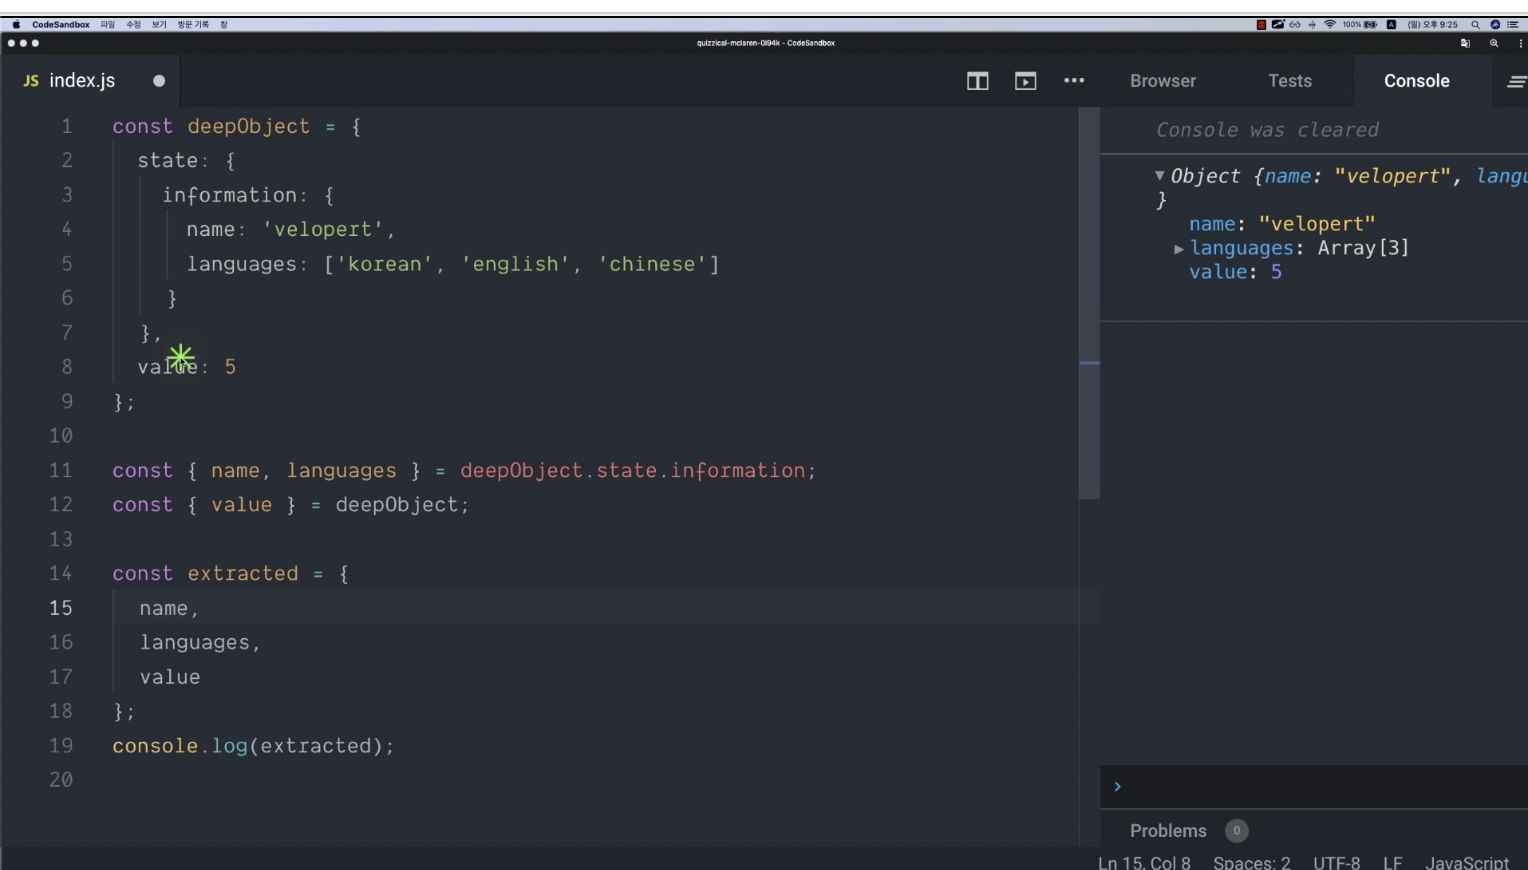 CodeSandbox 파일 수정 보기 방문 기록 창
100% (일) 오후 9:25
quizzical-mclaren-0i94k - CodeSandbox
JS index.js
Browser Tests Console
1 const deepObject = {
2 state: {
3 information: {
4 name: 'velopert',
5 languages: ['korean', 'english', 'chinese']
6 }
7 },
8 value: 5
9 };
10
11 const { name, languages } = deepObject.state.information;
12 const { value } = deepObject;
13
14 const extracted = {
15 name,
16 languages,
17 value
18 };
19 console.log(extracted);
20
Console was cleared
▼ Object {name: "velopert", langu
}
name: "velopert"
▶ languages: Array[3]
value: 5
›
Problems 0
Ln 15, Col 8 Spaces: 2 UTF-8 LF JavaScript